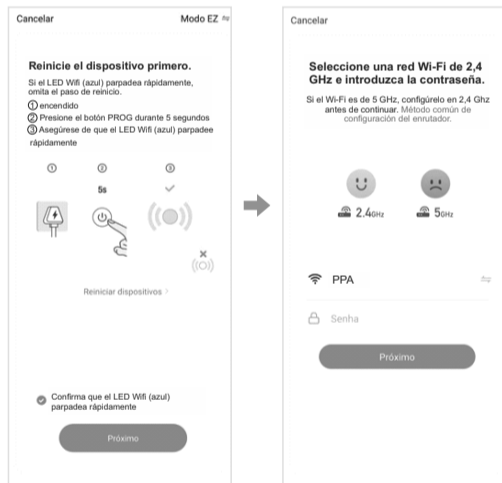 Cancelar
Modo EZ
Reinicie el dispositivo primero.
Si el LED Wifi (azul) parpadea rápidamente,
omita el paso de reinicio.
① encendido
② Presione el botón PROG durante 5 segundos
③ Asegúrese de que el LED Wifi (azul) parpadee
rápidamente
① ② ③
5s
Reiniciar dispositivos
Confirma que el LED Wifi (azul)
parpadea rápidamente
Próximo
Cancelar
Seleccione una red Wi-Fi de 2,4
GHz e introduzca la contraseña.
Si el Wi-Fi es de 5 GHz, configúrelo en 2,4 Ghz
antes de continuar. Método común de
configuración del enrutador.
2.4GHz
5GHz
PPA
Senha
Próximo